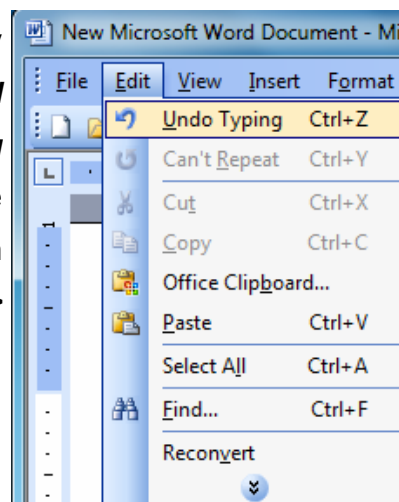 New Microsoft Word Document - Mi
File Edit View Insert Format
Undo Typing Ctrl+Z
Can't Repeat Ctrl+Y
Cut Ctrl+X
Copy Ctrl+C
Office Clipboard...
Paste Ctrl+V
Select All Ctrl+A
Find... Ctrl+F
Reconvert